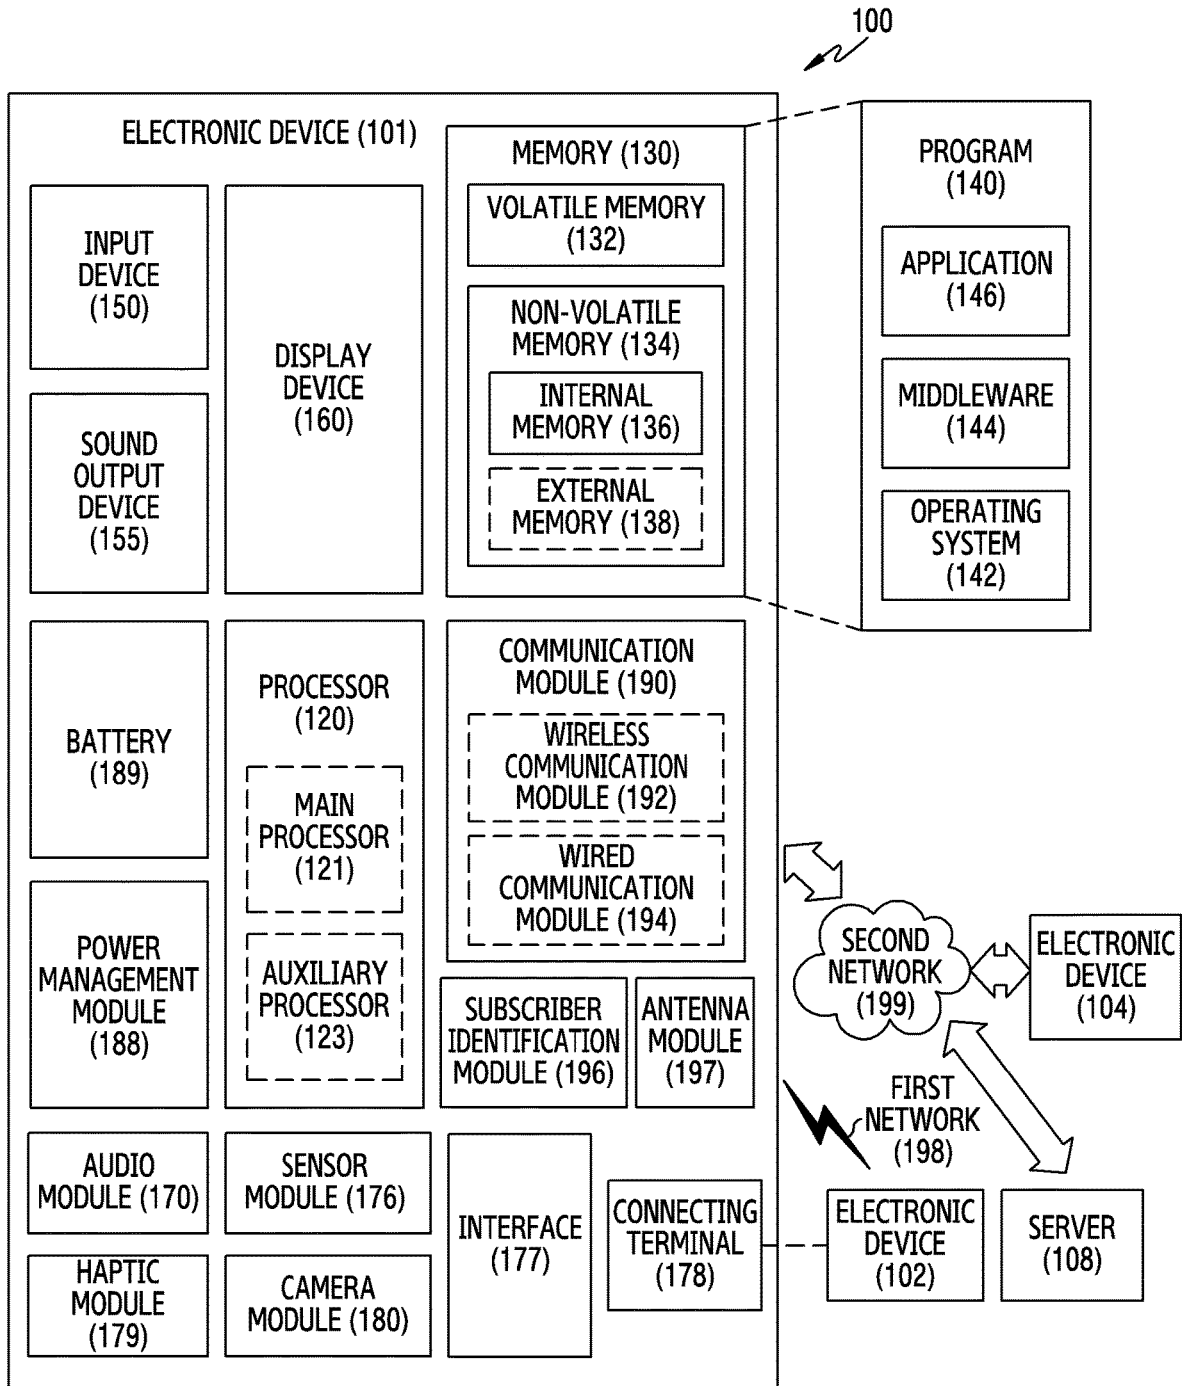 100
ELECTRONIC DEVICE (101)
INPUT
DEVICE
(150)
SOUND
OUTPUT
DEVICE
(155)
DISPLAY
DEVICE
(160)
MEMORY (130)
VOLATILE MEMORY
(132)
NON-VOLATILE
MEMORY (134)
INTERNAL
MEMORY (136)
EXTERNAL
MEMORY (138)
PROGRAM
(140)
APPLICATION
(146)
MIDDLEWARE
(144)
OPERATING
SYSTEM
(142)
BATTERY
(189)
POWER
MANAGEMENT
MODULE
(188)
PROCESSOR
(120)
MAIN
PROCESSOR
(121)
AUXILIARY
PROCESSOR
(123)
COMMUNICATION
MODULE (190)
WIRELESS
COMMUNICATION
MODULE (192)
WIRED
COMMUNICATION
MODULE (194)
SUBSCRIBER
IDENTIFICATION
MODULE (196)
ANTENNA
MODULE
(197)
SECOND
NETWORK
(199)
ELECTRONIC
DEVICE
(104)
FIRST
NETWORK
(198)
AUDIO
MODULE (170)
SENSOR
MODULE (176)
HAPTIC
MODULE
(179)
CAMERA
MODULE (180)
INTERFACE
(177)
CONNECTING
TERMINAL
(178)
ELECTRONIC
DEVICE
(102)
SERVER
(108)